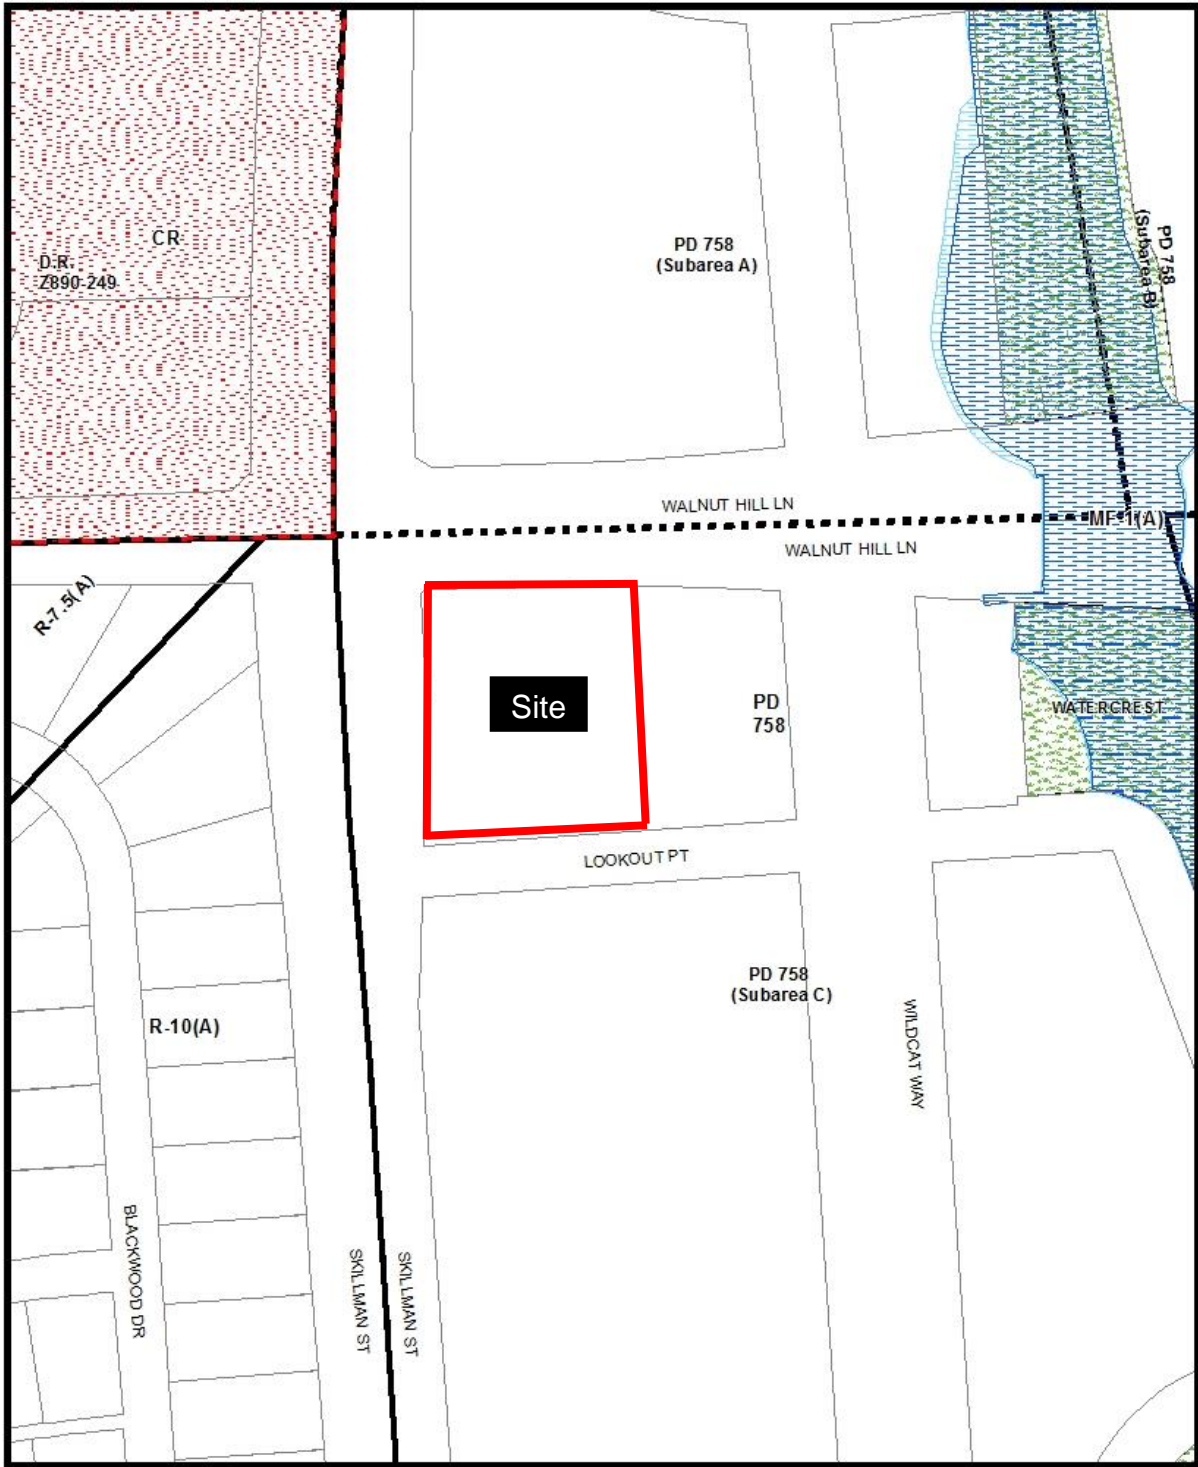 CR
D.R.
Z890-249
PD 758
(Subarea A)
PD 758
(Subarea B)
WALNUT HILL LN
MF-1(A)
WALNUT HILL LN
R-7.5(A)
Site
PD
758
WATERCREST
LOOKOUT PT
PD 758
(Subarea C)
R-10(A)
WILDCAT WAY
BLACKWOOD DR
SKILLMAN ST
SKILLMAN ST